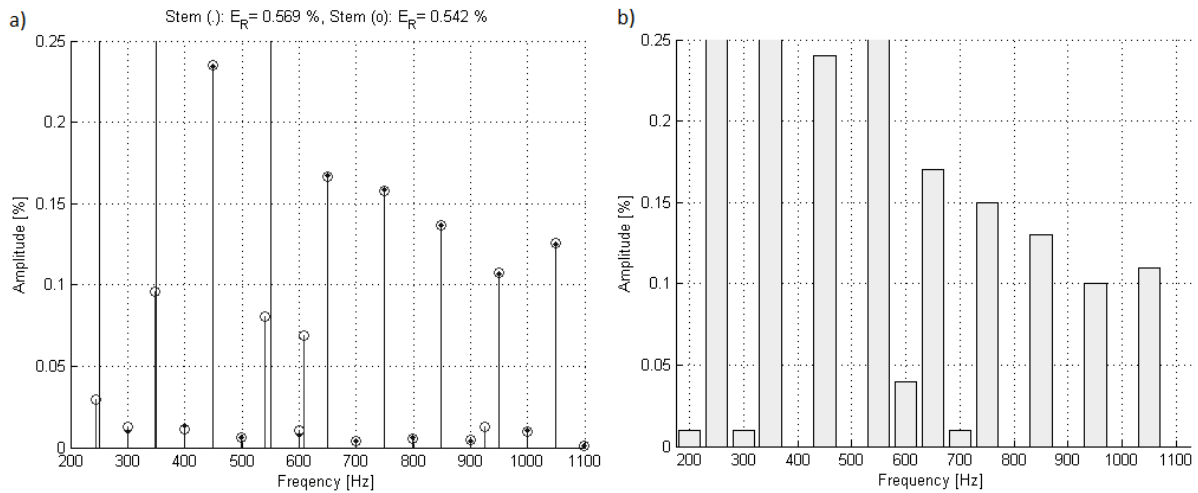 a)
Stem (.): E_R= 0.569 %, Stem (o): E_R= 0.542 %
0.25
0.2
0.15
0.1
0.05
0
Amplitude [%]
200 300 400 500 600 700 800 900 1000 1100
Freqency [Hz]
b)
0.25
0.2
0.15
0.1
0.05
0
Amplitude [%]
200 300 400 500 600 700 800 900 1000 1100
Frequency [Hz]